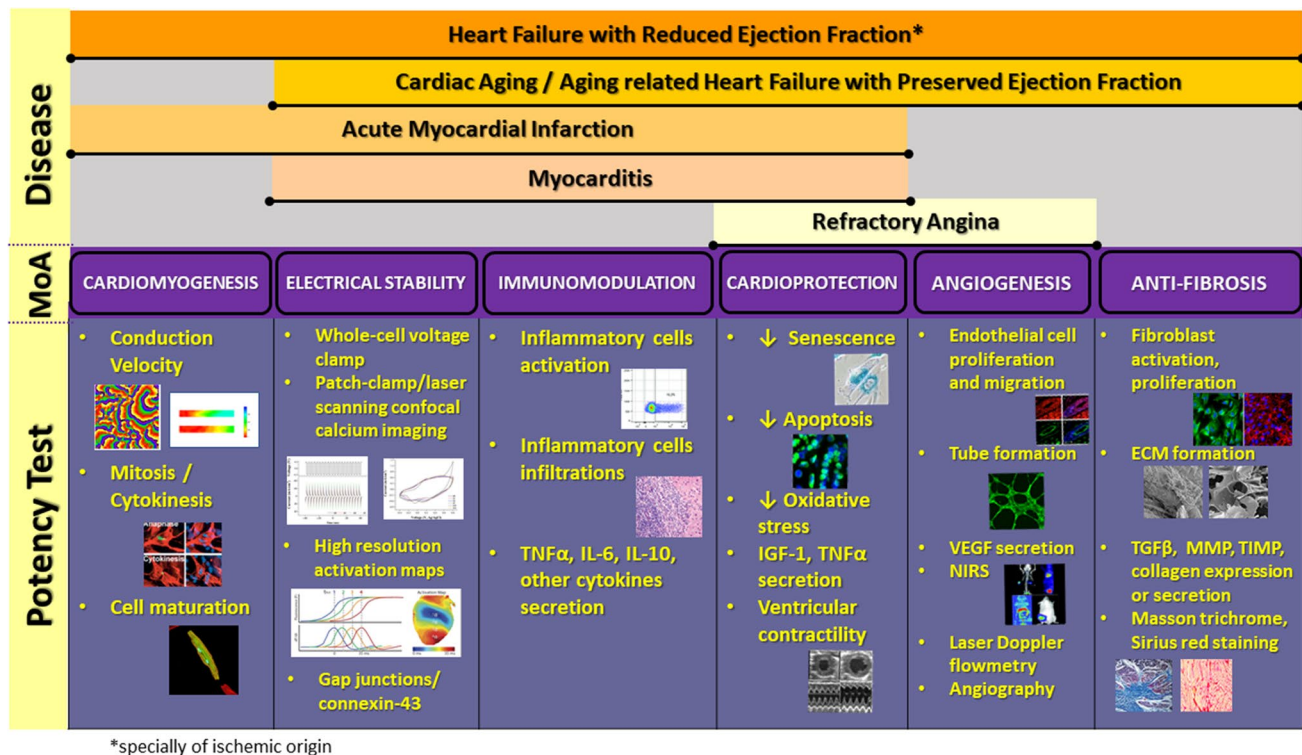 Disease
Heart Failure with Reduced Ejection Fraction*
Cardiac Aging / Aging related Heart Failure with Preserved Ejection Fraction
Acute Myocardial Infarction
Myocarditis
Refractory Angina
MoA
CARDIOMYOGENESIS
ELECTRICAL STABILITY
IMMUNOMODULATION
CARDIOPROTECTION
ANGIOGENESIS
ANTI-FIBROSIS
Potency Test
• Conduction
Velocity
• Mitosis /
Cytokinesis
Anaphase
Cytokinesis
• Cell maturation
• Whole-cell voltage
clamp
• Patch-clamp/laser
scanning confocal
calcium imaging
• High resolution
activation maps
Activation Map
• Gap junctions/
connexin-43
• Inflammatory cells
activation
• Inflammatory cells
infiltrations
• TNFα, IL-6, IL-10,
other cytokines
secretion
• ↓ Senescence
• ↓ Apoptosis
• ↓ Oxidative
stress
• IGF-1, TNFα
secretion
• Ventricular
contractility
• Endothelial cell
proliferation
and migration
• Tube formation
• VEGF secretion
• NIRS
• Laser Doppler
flowmetry
• Angiography
• Fibroblast
activation,
proliferation
• ECM formation
• TGFβ, MMP, TIMP,
collagen expression
or secretion
• Masson trichrome,
Sirius red staining
*specially of ischemic origin